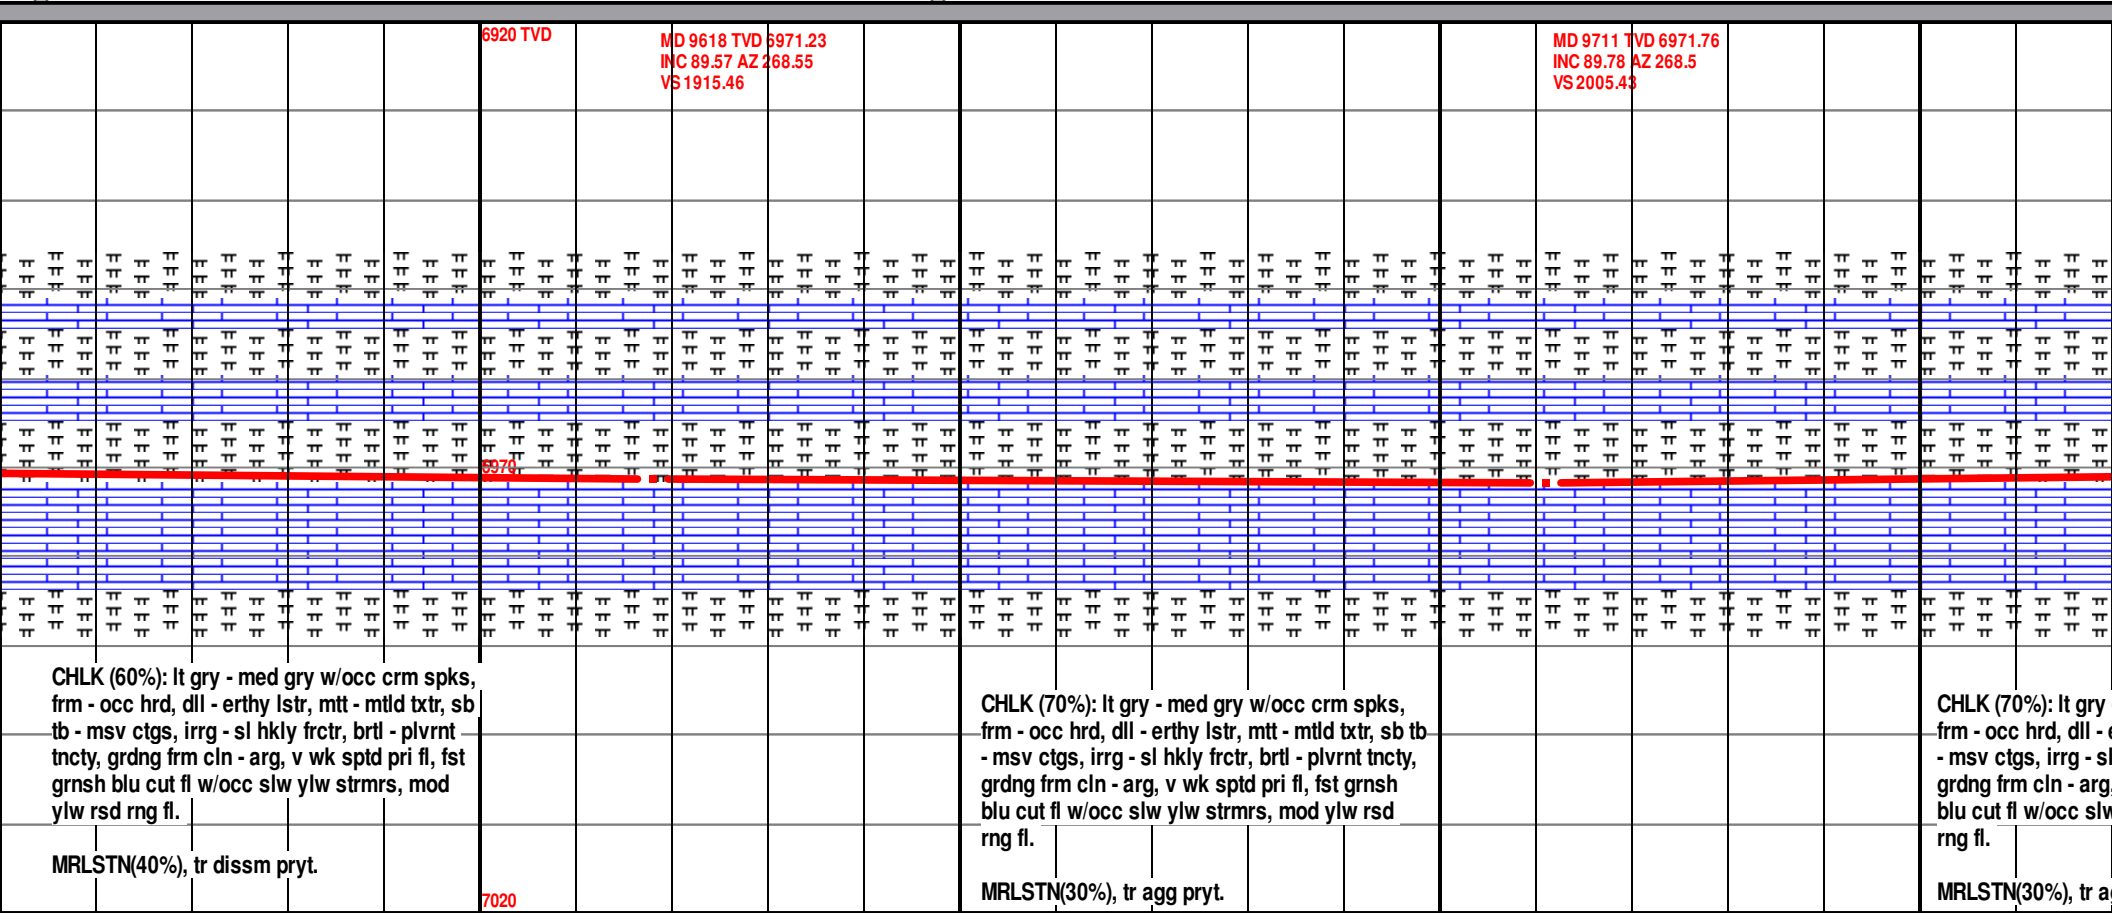 6920 TVD
MD 9618 TVD 6971.23
INC 89.57 AZ 268.55
VS 1915.46
MD 9711 TVD 6971.76
INC 89.78 AZ 268.5
VS 2005.43
6970
CHLK (60%): lt gry - med gry w/occ crm spks,
frm - occ hrd, dll - erthy lstr, mtt - mtld txtr, sb
tb - msv ctgs, irrg - sl hkly frctr, brtl - plvrnt
tncty, grdng frm cln - arg, v wk sptd pri fl, fst
grnsh blu cut fl w/occ slw ylw strmrs, mod
ylw rsd rng fl.
MRLSTN(40%), tr dissm pryt.
7020
CHLK (70%): lt gry - med gry w/occ crm spks,
frm - occ hrd, dll - erthy lstr, mtt - mtld txtr, sb tb
- msv ctgs, irrg - sl hkly frctr, brtl - plvrnt tncty,
grdng frm cln - arg, v wk sptd pri fl, fst grnsh
blu cut fl w/occ slw ylw strmrs, mod ylw rsd
rng fl.
MRLSTN(30%), tr agg pryt.
CHLK (70%): lt gry
frm - occ hrd, dll -
- msv ctgs, irrg -
grdng frm cln - arg,
blu cut fl w/occ
rng fl.
MRLSTN(30%), tr